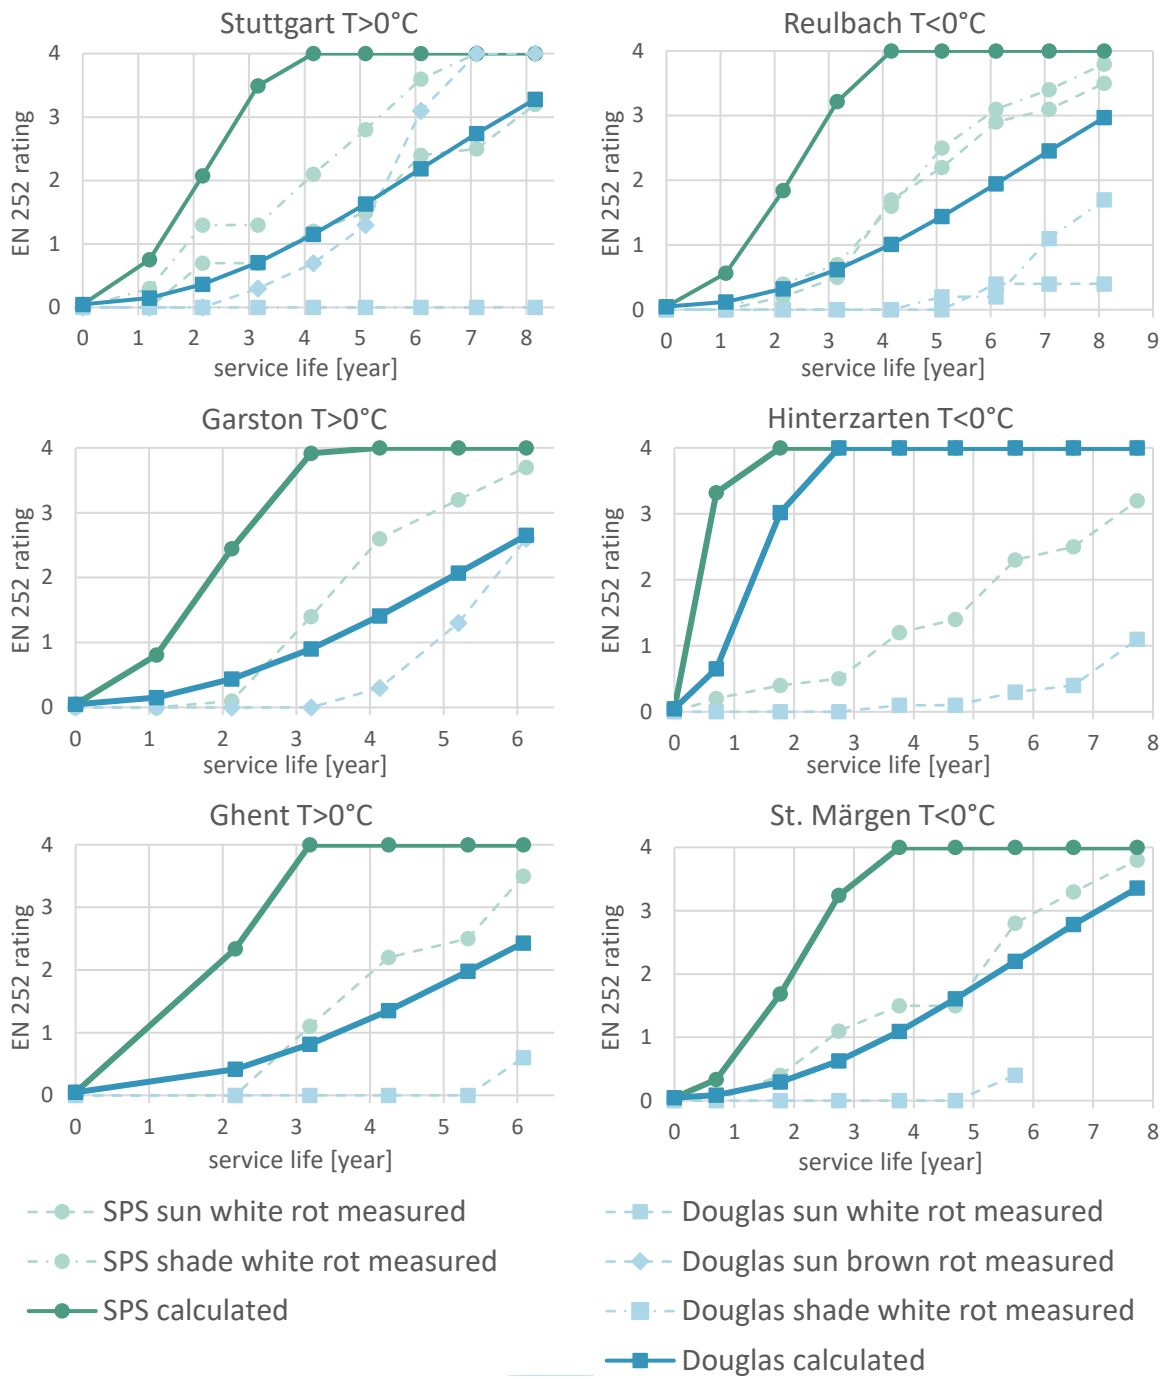 Stuttgart T>0°C
4
3
2
1
0
EN 252 rating
0 1 2 3 4 5 6 7 8
service life [year]
Reulbach T<0°C
4
3
2
1
0
EN 252 rating
0 1 2 3 4 5 6 7 8 9
service life [year]
Garston T>0°C
4
3
2
1
0
EN 252 rating
0 1 2 3 4 5 6
service life [year]
Hinterzarten T<0°C
4
3
2
1
0
EN 252 rating
0 1 2 3 4 5 6 7 8
service life [year]
Ghent T>0°C
4
3
2
1
0
EN 252 rating
0 1 2 3 4 5 6
service life [year]
St. Märgen T<0°C
4
3
2
1
0
EN 252 rating
0 1 2 3 4 5 6 7 8
service life [year]
SPS sun white rot measured
SPS shade white rot measured
SPS calculated
Douglas sun white rot measured
Douglas sun brown rot measured
Douglas shade white rot measured
Douglas calculated